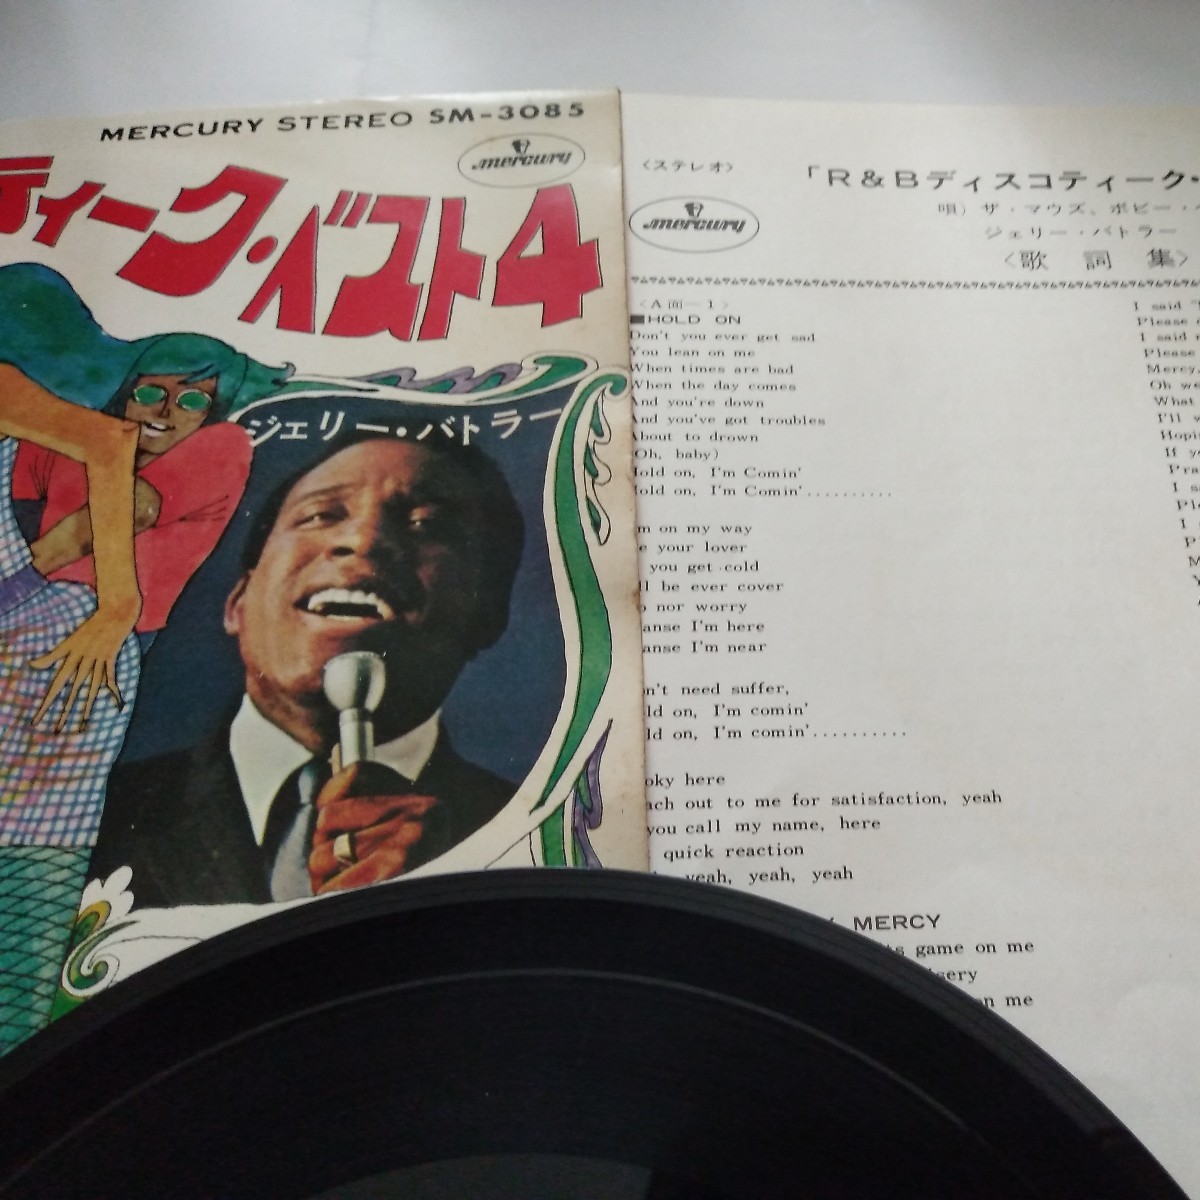 MERCURY STEREO SM-3085
mercury
ティーク・ベスト4
ジェリー・バトラー
〈ステレオ〉
「R&Bディスコティーク・
mercury
唄) ザ・マウズ、ボビー・
ジェリー・バトラー
〈歌 詞 集〉
〈A面―1〉
■HOLD ON
Don't you ever get sad
You lean on me
When times are bad
When the day comes
And you're down
And you've got troubles
About to drown
(Oh, baby)
Hold on, I'm Comin'
Hold on, I'm Comin'..........
m on my way
e your lover
you get cold
ll be ever cover
o nor worry
anse I'm here
anse I'm near
n't need suffer,
ld on, I'm comin'
ld on, I'm comin'..........
oky here
ach out to me for satisfaction, yeah
you call my name, here
quick reaction
yeah, yeah, yeah
MERCY
game on me
sery
on me
I said
Please
I said
Please
Mercy.
Oh we
What
I'll
Hopi
If y
Pra
I s
Ple
I
P
M